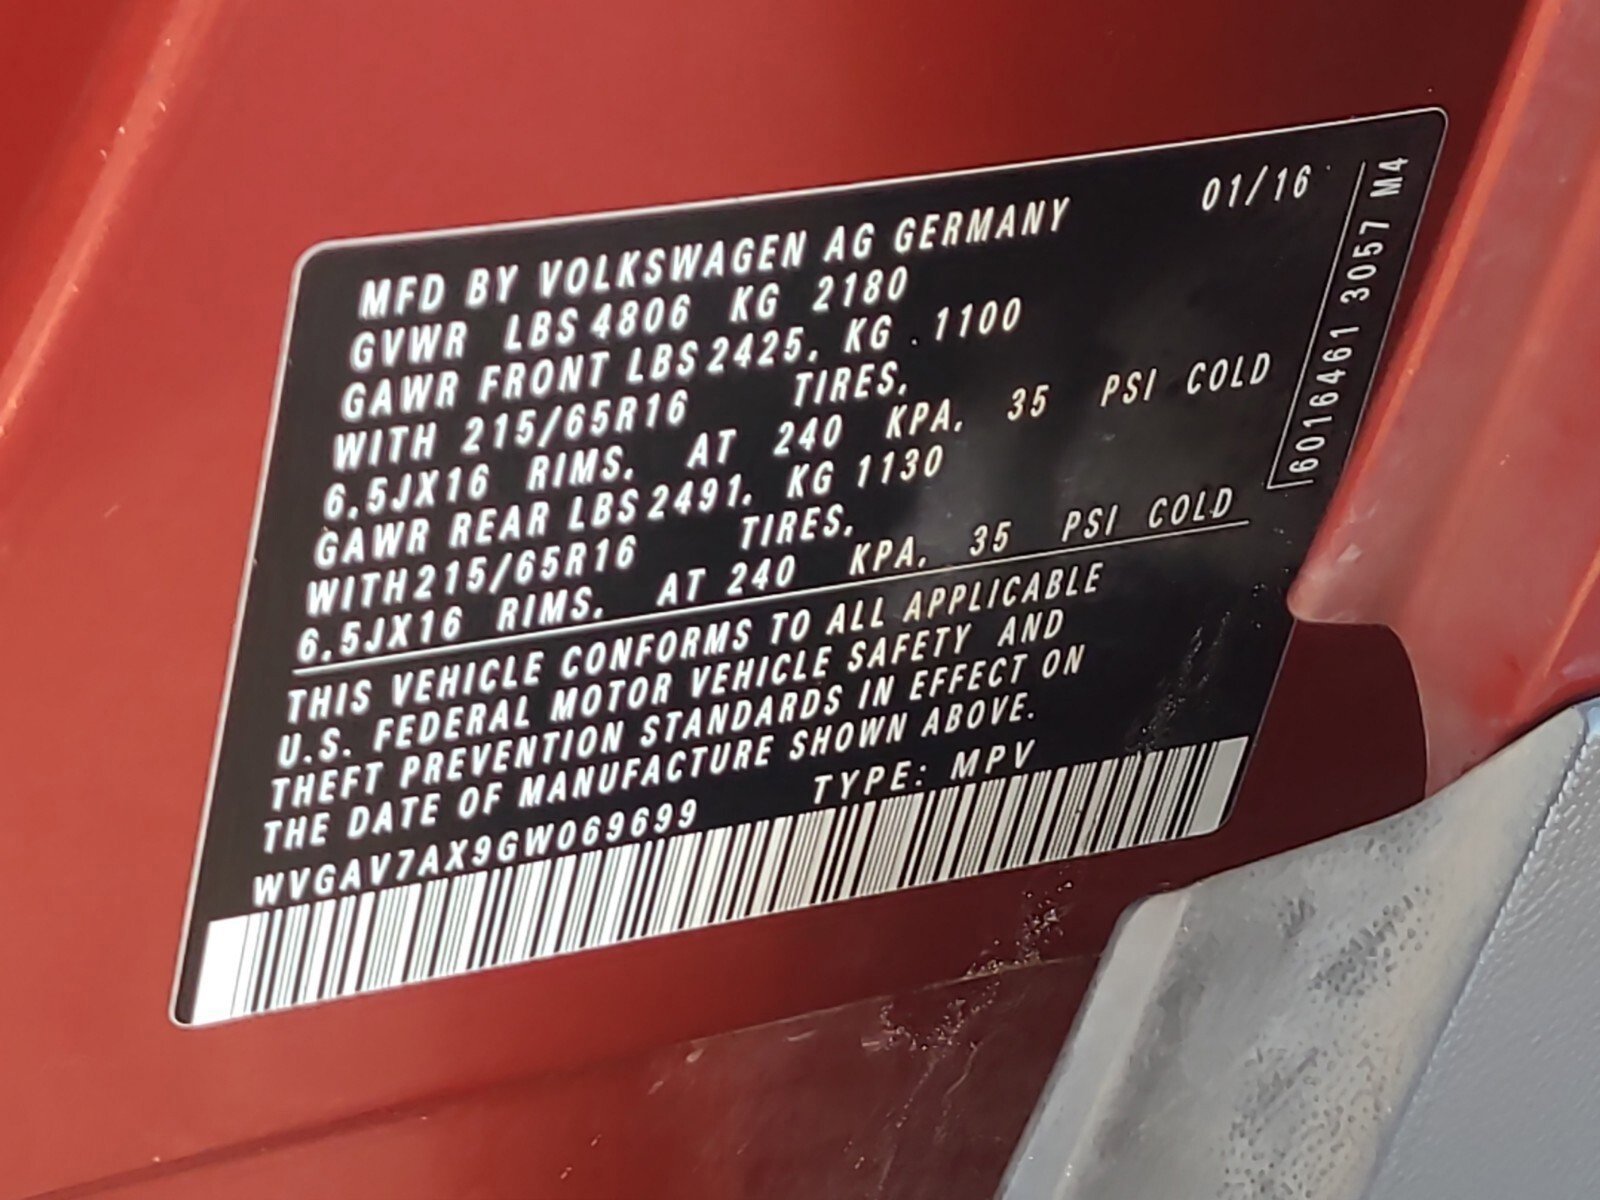 01/16
MFD BY VOLKSWAGEN AG GERMANY
GVWR LBS 4806 KG 2180
GAWR FRONT LBS 2425. KG . 1100
WITH 215/65R16 TIRES.
6.5JX16 RIMS. AT 240 KPA. 35 PSI COLD
GAWR REAR LBS 2491. KG 1130
WITH 215/65R16 TIRES.
6.5JX16 RIMS. AT 240 KPA. 35 PSI COLD
THIS VEHICLE CONFORMS TO ALL APPLICABLE
U.S. FEDERAL MOTOR VEHICLE SAFETY AND
THEFT PREVENTION STANDARDS IN EFFECT ON
THE DATE OF MANUFACTURE SHOWN ABOVE.
WVGAV7AX9GW069699 TYPE: MPV
6016461 3057 M4